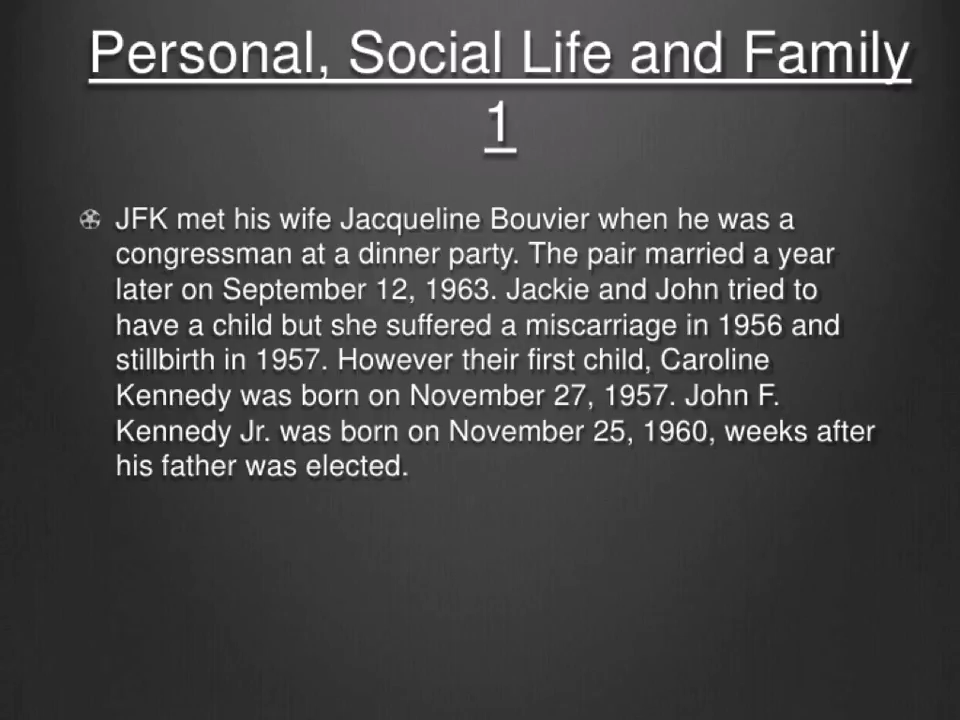 Personal, Social Life and Family
1
JFK met his wife Jacqueline Bouvier when he was a
congressman at a dinner party. The pair married a year
later on September 12, 1963. Jackie and John tried to
have a child but she suffered a miscarriage in 1956 and
stillbirth in 1957. However their first child, Caroline
Kennedy was born on November 27, 1957. John F.
Kennedy Jr. was born on November 25, 1960, weeks after
his father was elected.